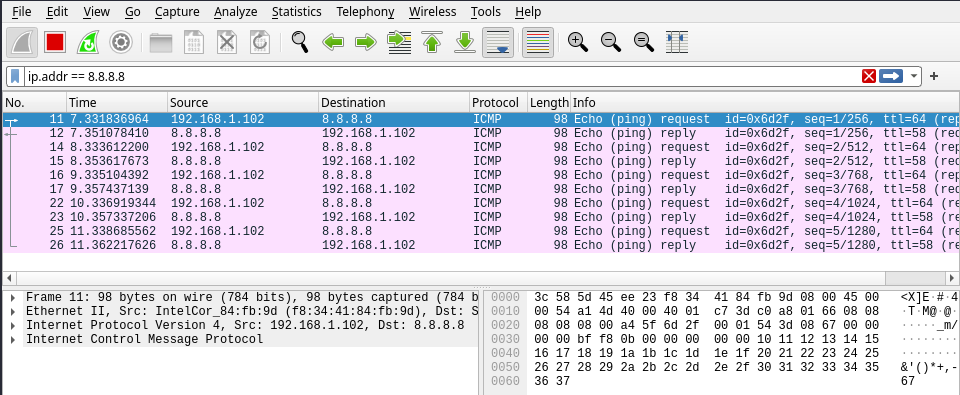 File Edit View Go Capture Analyze Statistics Telephony Wireless Tools Help
ip.addr == 8.8.8.8
No. Time Source Destination Protocol Length Info
11 7.331836964 192.168.1.102 8.8.8.8 ICMP 98 Echo (ping) request id=0x6d2f, seq=1/256, ttl=64 (rep
12 7.351078410 8.8.8.8 192.168.1.102 ICMP 98 Echo (ping) reply id=0x6d2f, seq=1/256, ttl=58 (req
14 8.333612200 192.168.1.102 8.8.8.8 ICMP 98 Echo (ping) request id=0x6d2f, seq=2/512, ttl=64 (rep
15 8.353617673 8.8.8.8 192.168.1.102 ICMP 98 Echo (ping) reply id=0x6d2f, seq=2/512, ttl=58 (req
16 9.335104392 192.168.1.102 8.8.8.8 ICMP 98 Echo (ping) request id=0x6d2f, seq=3/768, ttl=64 (rep
17 9.357437139 8.8.8.8 192.168.1.102 ICMP 98 Echo (ping) reply id=0x6d2f, seq=3/768, ttl=58 (req
22 10.336919344 192.168.1.102 8.8.8.8 ICMP 98 Echo (ping) request id=0x6d2f, seq=4/1024, ttl=64 (re
23 10.357337206 8.8.8.8 192.168.1.102 ICMP 98 Echo (ping) reply id=0x6d2f, seq=4/1024, ttl=58 (re
25 11.338685562 192.168.1.102 8.8.8.8 ICMP 98 Echo (ping) request id=0x6d2f, seq=5/1280, ttl=64 (re
26 11.362217626 8.8.8.8 192.168.1.102 ICMP 98 Echo (ping) reply id=0x6d2f, seq=5/1280, ttl=58 (re
Frame 11: 98 bytes on wire (784 bits), 98 bytes captured (784 b
Ethernet II, Src: IntelCor_84:fb:9d (f8:34:41:84:fb:9d), Dst: S
Internet Protocol Version 4, Src: 192.168.1.102, Dst: 8.8.8.8
Internet Control Message Protocol
0000 3c 58 5d 45 ee 23 f8 34 41 84 fb 9d 08 00 45 00 <X]E·#·4
0010 00 54 a1 4d 40 00 40 01 c7 3d c0 a8 01 66 08 08 ·T·M@·@·
0020 08 08 08 00 a4 5f 6d 2f 00 01 54 3d 08 67 00 00 ·····_m/
0030 00 00 bf f8 0b 00 00 00 00 00 10 11 12 13 14 15 ········
0040 16 17 18 19 1a 1b 1c 1d 1e 1f 20 21 22 23 24 25 ········
0050 26 27 28 29 2a 2b 2c 2d 2e 2f 30 31 32 33 34 35 &'()*+,-
0060 36 37 67